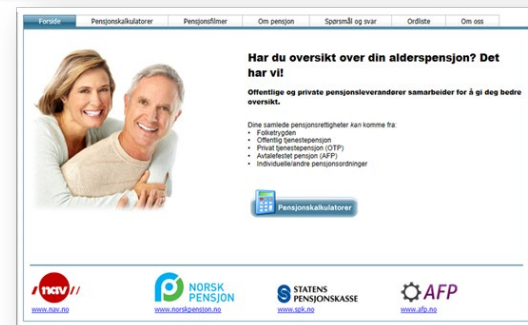 Forside Pensjonskalkulatorer Pensjonsfilmer Om pensjon Spørsmål og svar Ordliste Om oss
Har du oversikt over din alderspensjon? Det
har vi!
Offentlige og private pensjonsleverandører samarbeider for å gi deg bedre
oversikt.
Dine samlede pensjonsrettigheter kan komme fra:
• Folketrygden
• Offentlig tjenestepensjon
• Privat tjenestepensjon (OTP)
• Avtalefestet pensjon (AFP)
• Individuelle/andre pensjonsordninger
Pensjonskalkulatorer
nav
NORSK
PENSJON
STATENS
PENSJONSKASSE
AFP
www.nav.no www.norskpensjon.no www.spk.no www.afp.no